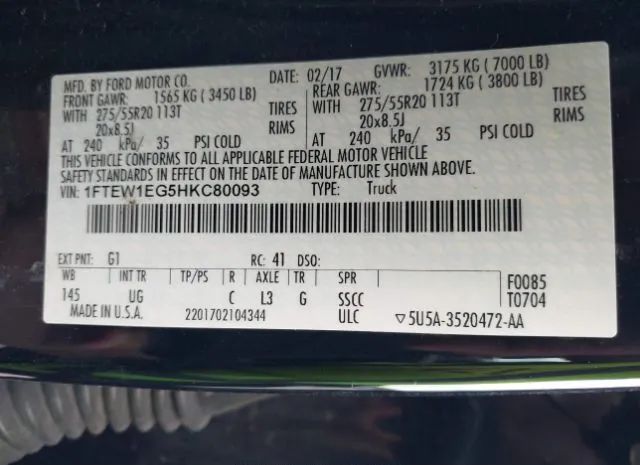 MFD. BY FORD MOTOR CO. DATE: 02/17 GVWR: 3175 KG ( 7000 LB)
FRONT GAWR: 1565 KG ( 3450 LB) REAR GAWR: 1724 KG ( 3800 LB)
WITH 275/55R20 113T TIRES WITH 275/55R20 113T TIRES
20x8.5J RIMS 20x8.5J RIMS
AT 240 kPa/ 35 PSI COLD AT 240 kPa/ 35 PSI COLD
THIS VEHICLE CONFORMS TO ALL APPLICABLE FEDERAL MOTOR VEHICLE
SAFETY STANDARDS IN EFFECT ON THE DATE OF MANUFACTURE SHOWN ABOVE.
VIN: 1FTEW1EG5HKC80093 TYPE: Truck
EXT PNT: G1 RC: 41 DSO:
WB INT TR TP/PS R AXLE TR SPR F0085
145 UG C L3 G SSCC T0704
2201702104344 ULC ▽5U5A-3520472-AA